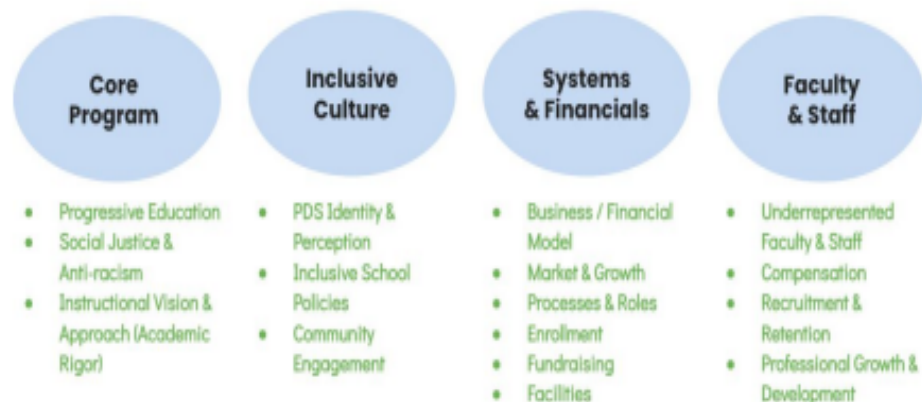 Core
Program
• Progressive Education
• Social Justice &
Anti-racism
• Instructional Vision &
Approach (Academic
Rigor)
Inclusive
Culture
• PDS Identity &
Perception
• Inclusive School
Policies
• Community
Engagement
Systems
& Financials
• Business / Financial
Model
• Market & Growth
• Processes & Roles
• Enrollment
• Fundraising
• Facilities
Faculty
& Staff
• Underrepresented
Faculty & Staff
• Compensation
• Recruitment &
Retention
• Professional Growth &
Development